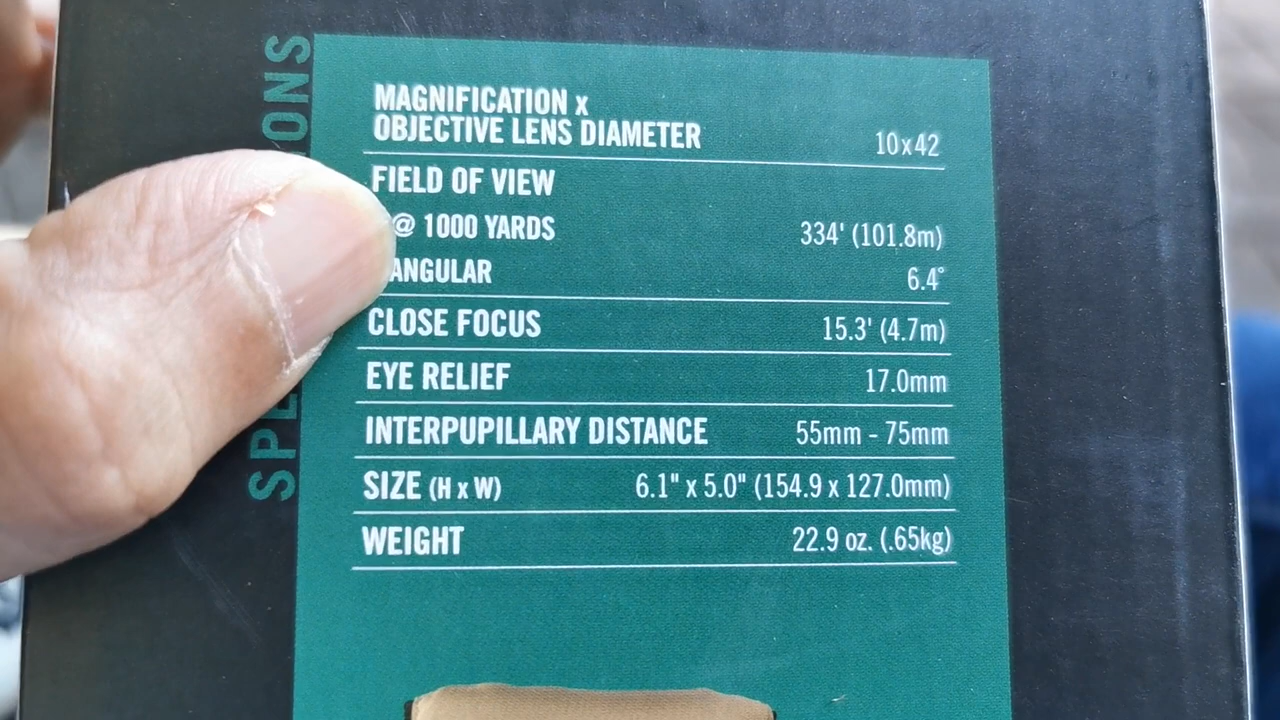 MAGNIFICATION x
OBJECTIVE LENS DIAMETER 10x42
FIELD OF VIEW
@ 1000 YARDS 334' (101.8m)
ANGULAR 6.4°
CLOSE FOCUS 15.3' (4.7m)
EYE RELIEF 17.0mm
INTERPUPILLARY DISTANCE 55mm - 75mm
SIZE (H x W) 6.1" x 5.0" (154.9 x 127.0mm)
WEIGHT 22.9 oz. (.65kg)